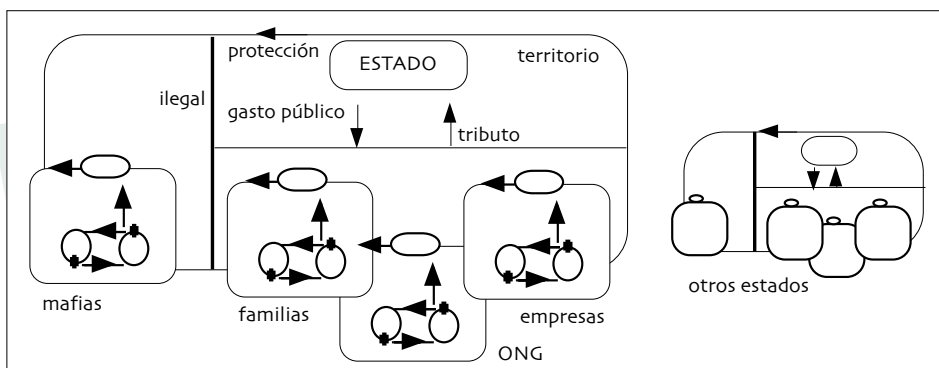 protección
ESTADO
territorio
ilegal
gasto público
tributo
mafias
familias
empresas
ONG
otros estados